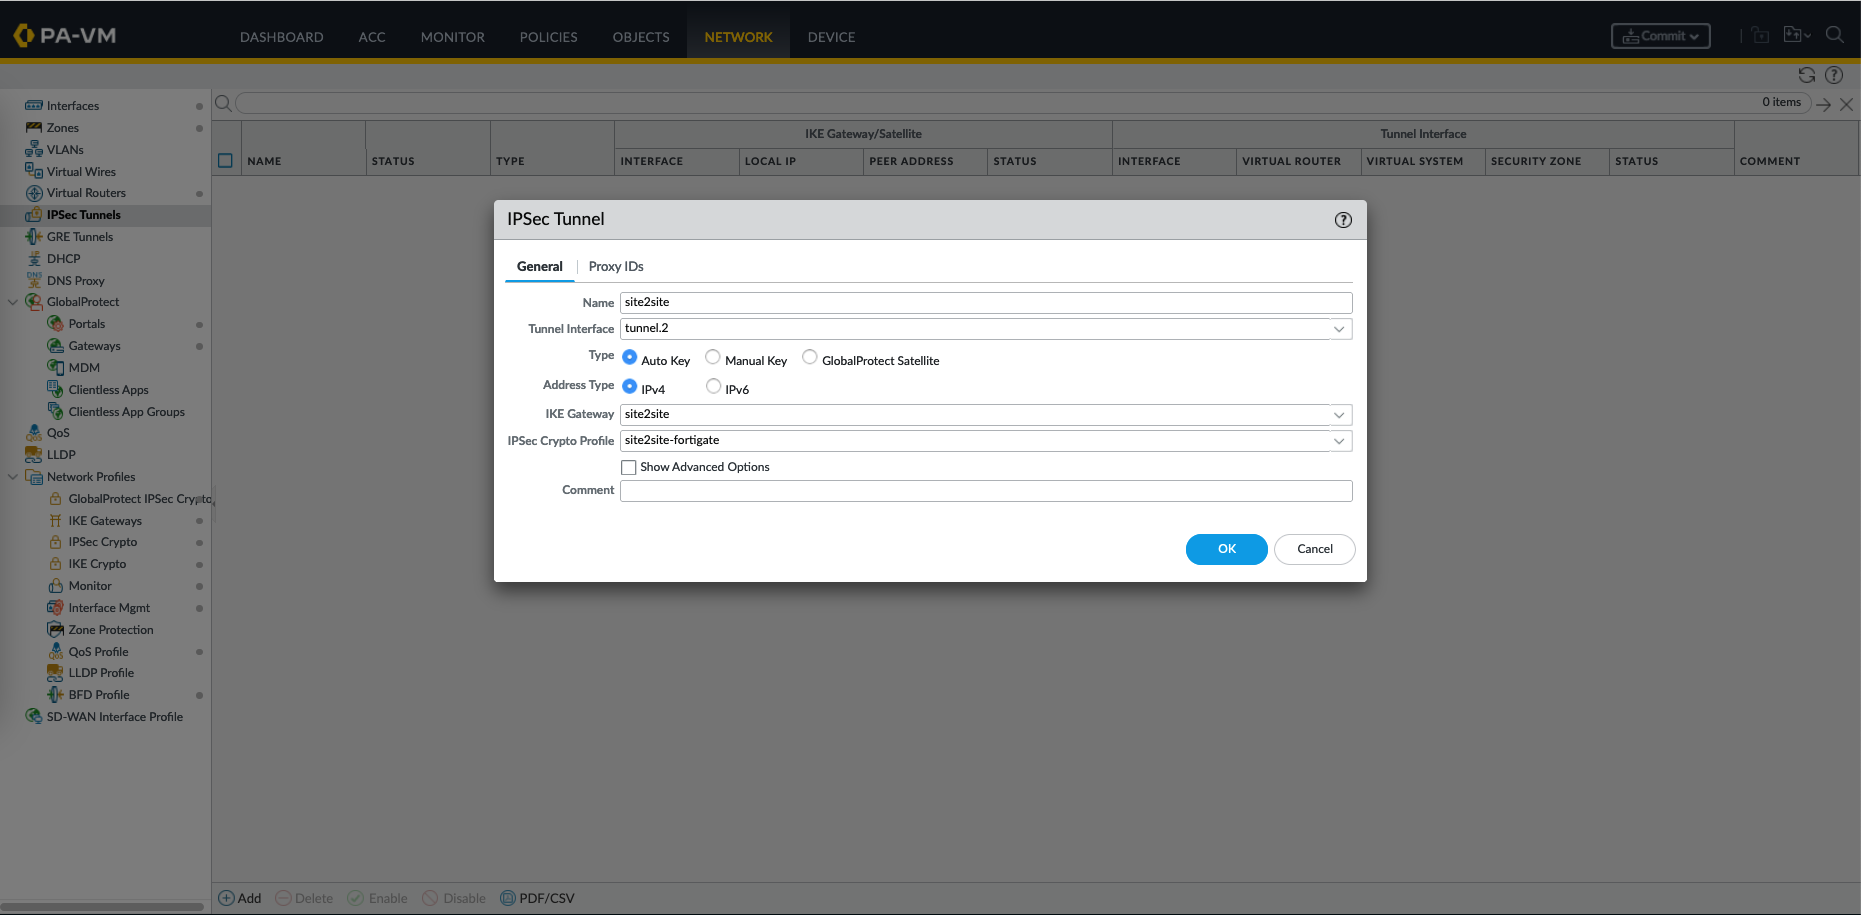 PA-VM
DASHBOARD ACC MONITOR POLICIES OBJECTS NETWORK DEVICE Commit
Interfaces
Zones
VLANs
Virtual Wires
Virtual Routers
IPSec Tunnels
GRE Tunnels
DHCP
DNS Proxy
GlobalProtect
Portals
Gateways
MDM
Clientless Apps
Clientless App Groups
QoS
LLDP
Network Profiles
GlobalProtect IPSec Crypto
IKE Gateways
IPSec Crypto
IKE Crypto
Monitor
Interface Mgmt
Zone Protection
QoS Profile
LLDP Profile
BFD Profile
SD-WAN Interface Profile
0 items
IKE Gateway/Satellite Tunnel Interface
NAME STATUS TYPE INTERFACE LOCAL IP PEER ADDRESS STATUS INTERFACE VIRTUAL ROUTER VIRTUAL SYSTEM SECURITY ZONE STATUS COMMENT
IPSec Tunnel
General Proxy IDs
Name site2site
Tunnel Interface tunnel.2
Type Auto Key Manual Key GlobalProtect Satellite
Address Type IPv4 IPv6
IKE Gateway site2site
IPSec Crypto Profile site2site-fortigate
Show Advanced Options
Comment
OK Cancel
Add Delete Enable Disable PDF/CSV